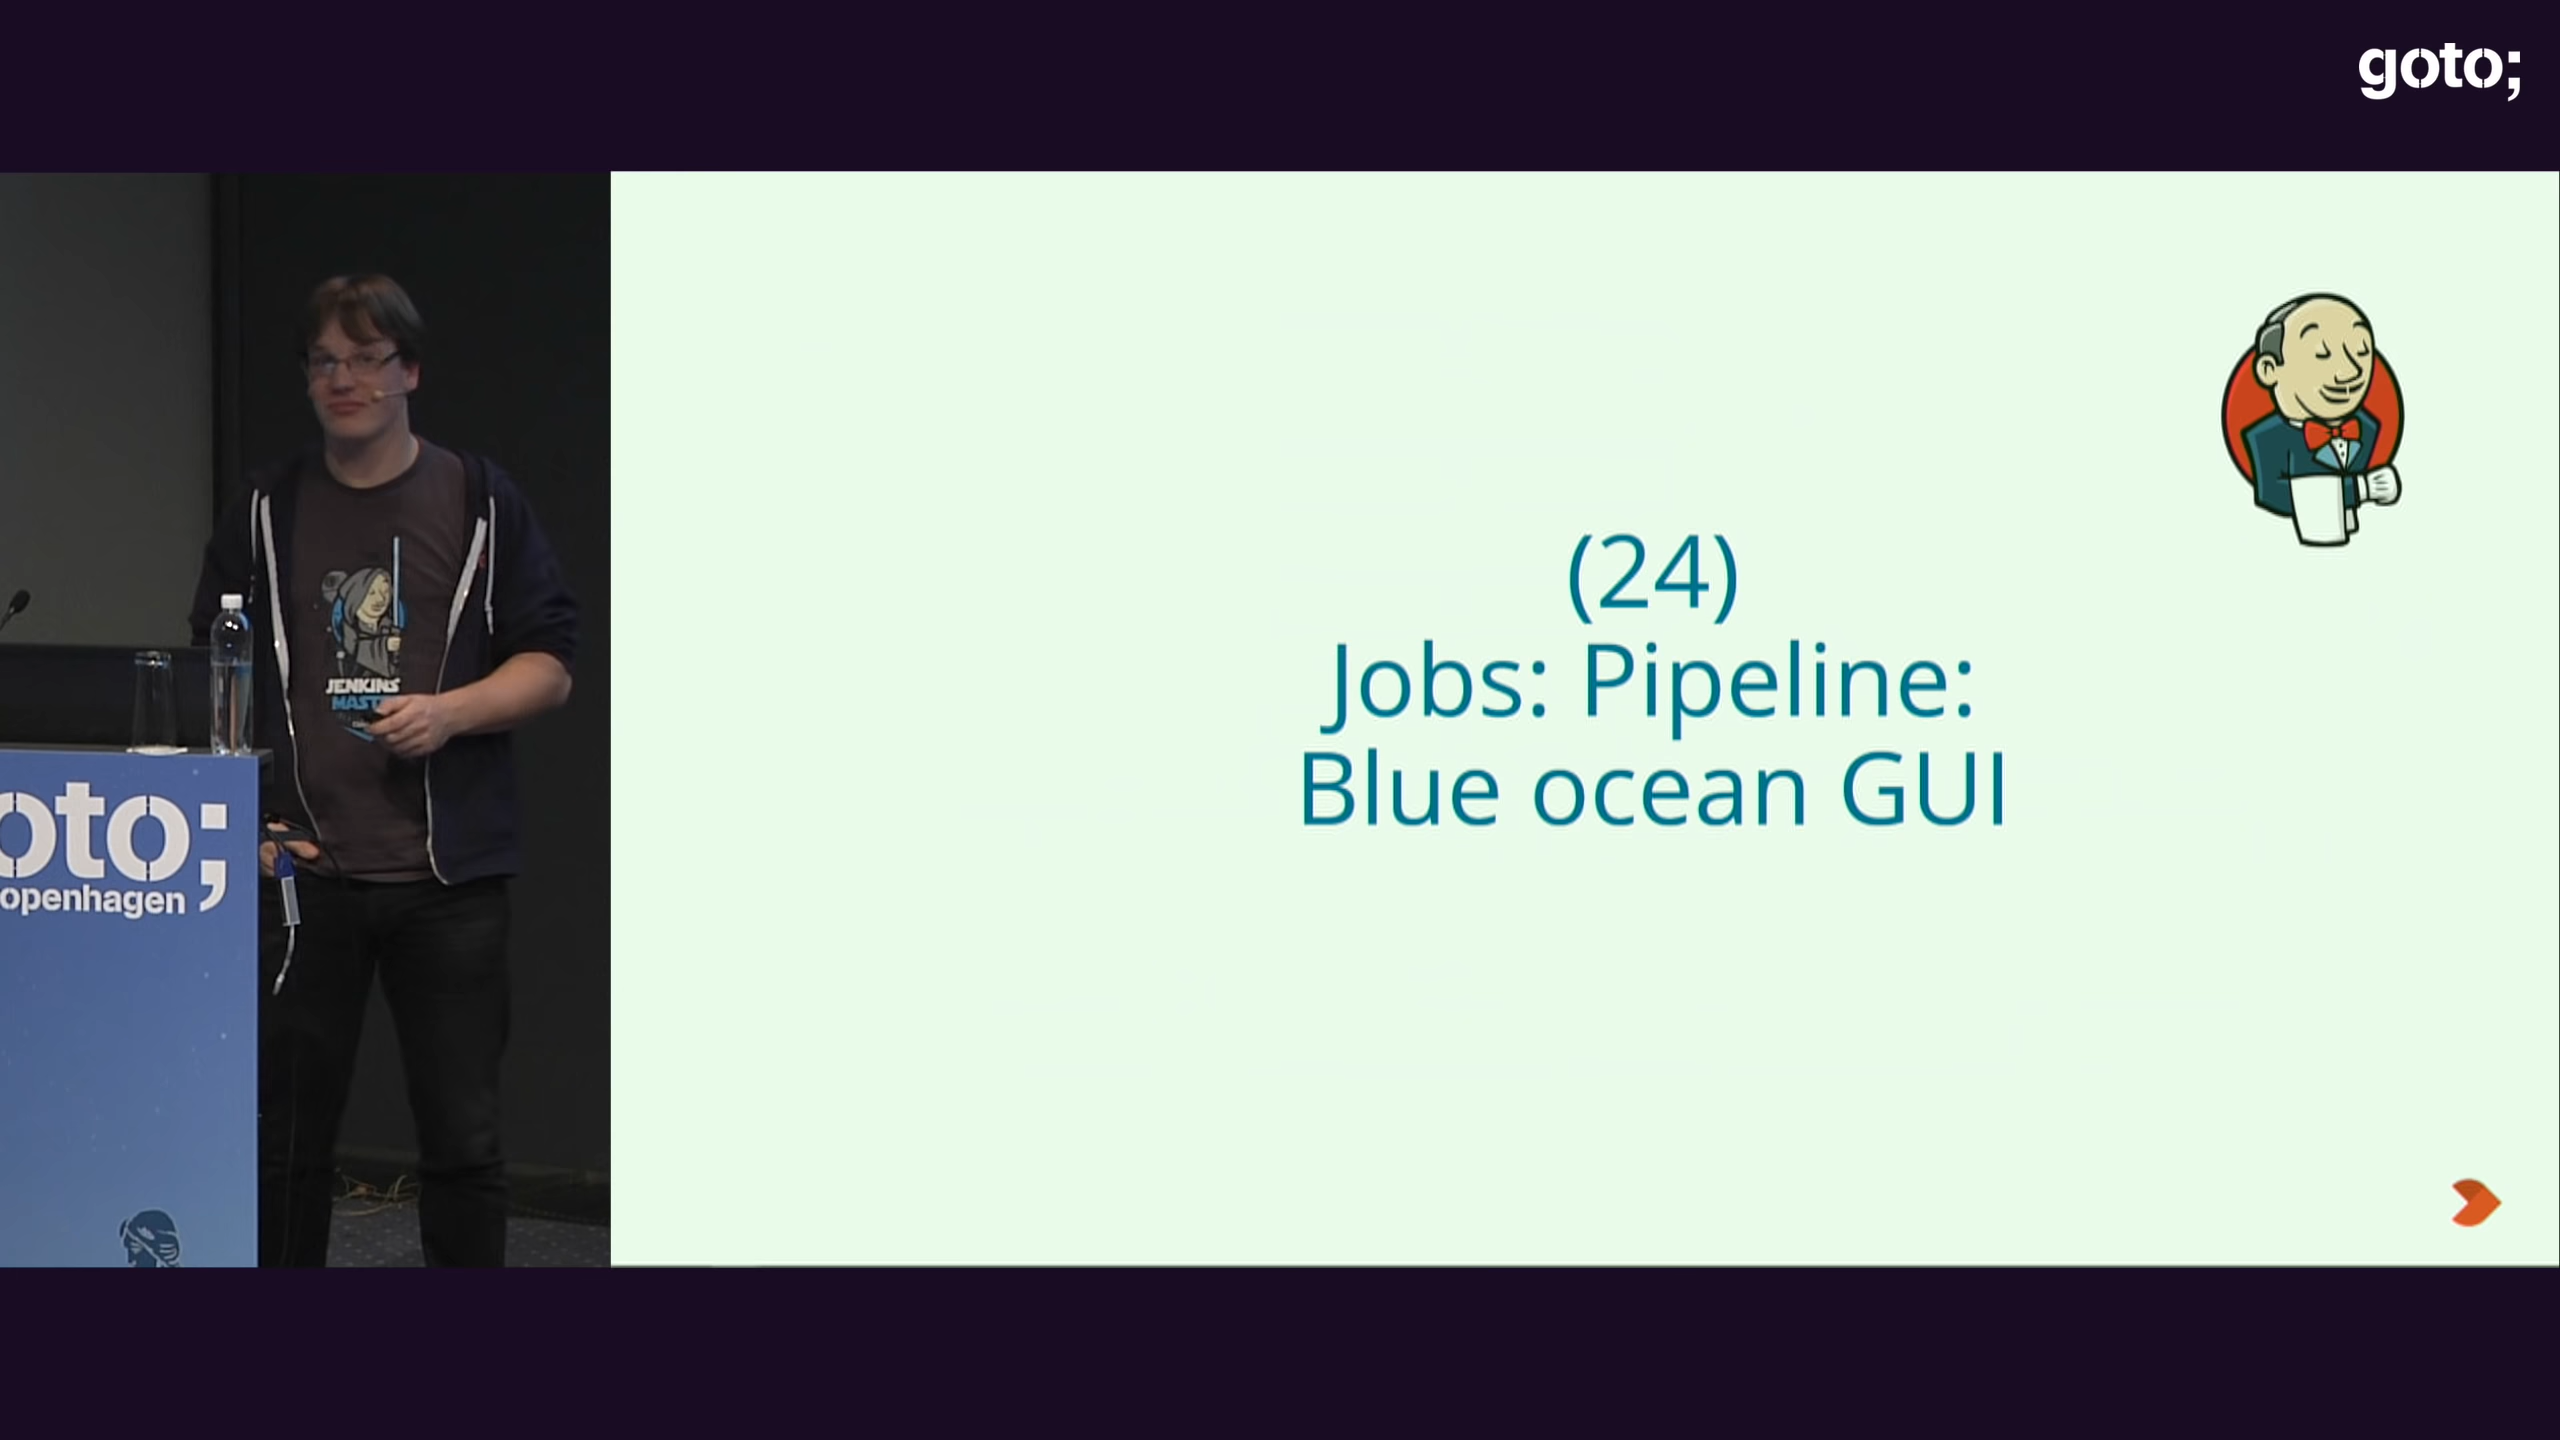 goto;
(24)
Jobs: Pipeline:
Blue ocean GUI
JENKINS
oto;
openhagen